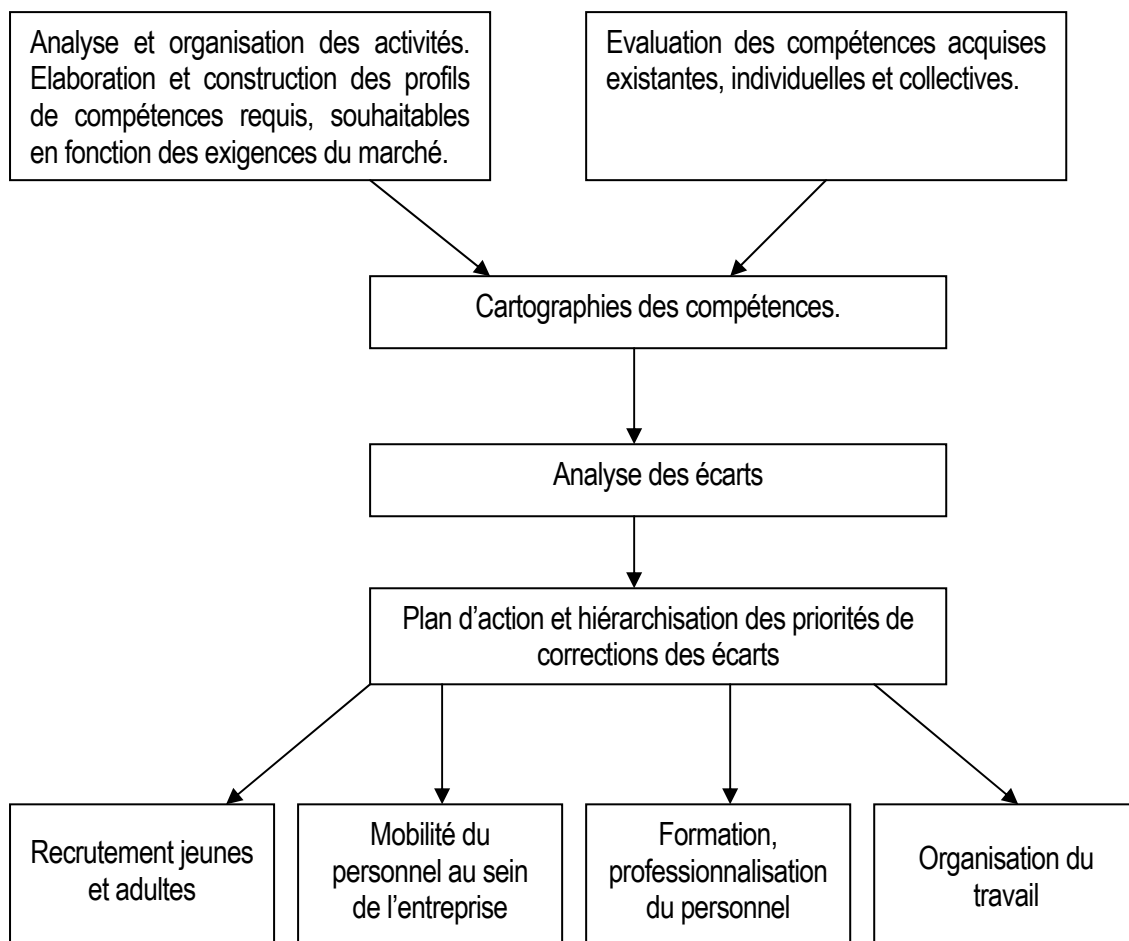 Analyse et organisation des activités.
Elaboration et construction des profils
de compétences requis, souhaitables
en fonction des exigences du marché.
Evaluation des compétences acquises
existantes, individuelles et collectives.
Cartographies des compétences.
Analyse des écarts
Plan d’action et hiérarchisation des priorités de
corrections des écarts
Recrutement jeunes
et adultes
Mobilité du
personnel au sein
de l’entreprise
Formation,
professionnalisation
du personnel
Organisation du
travail